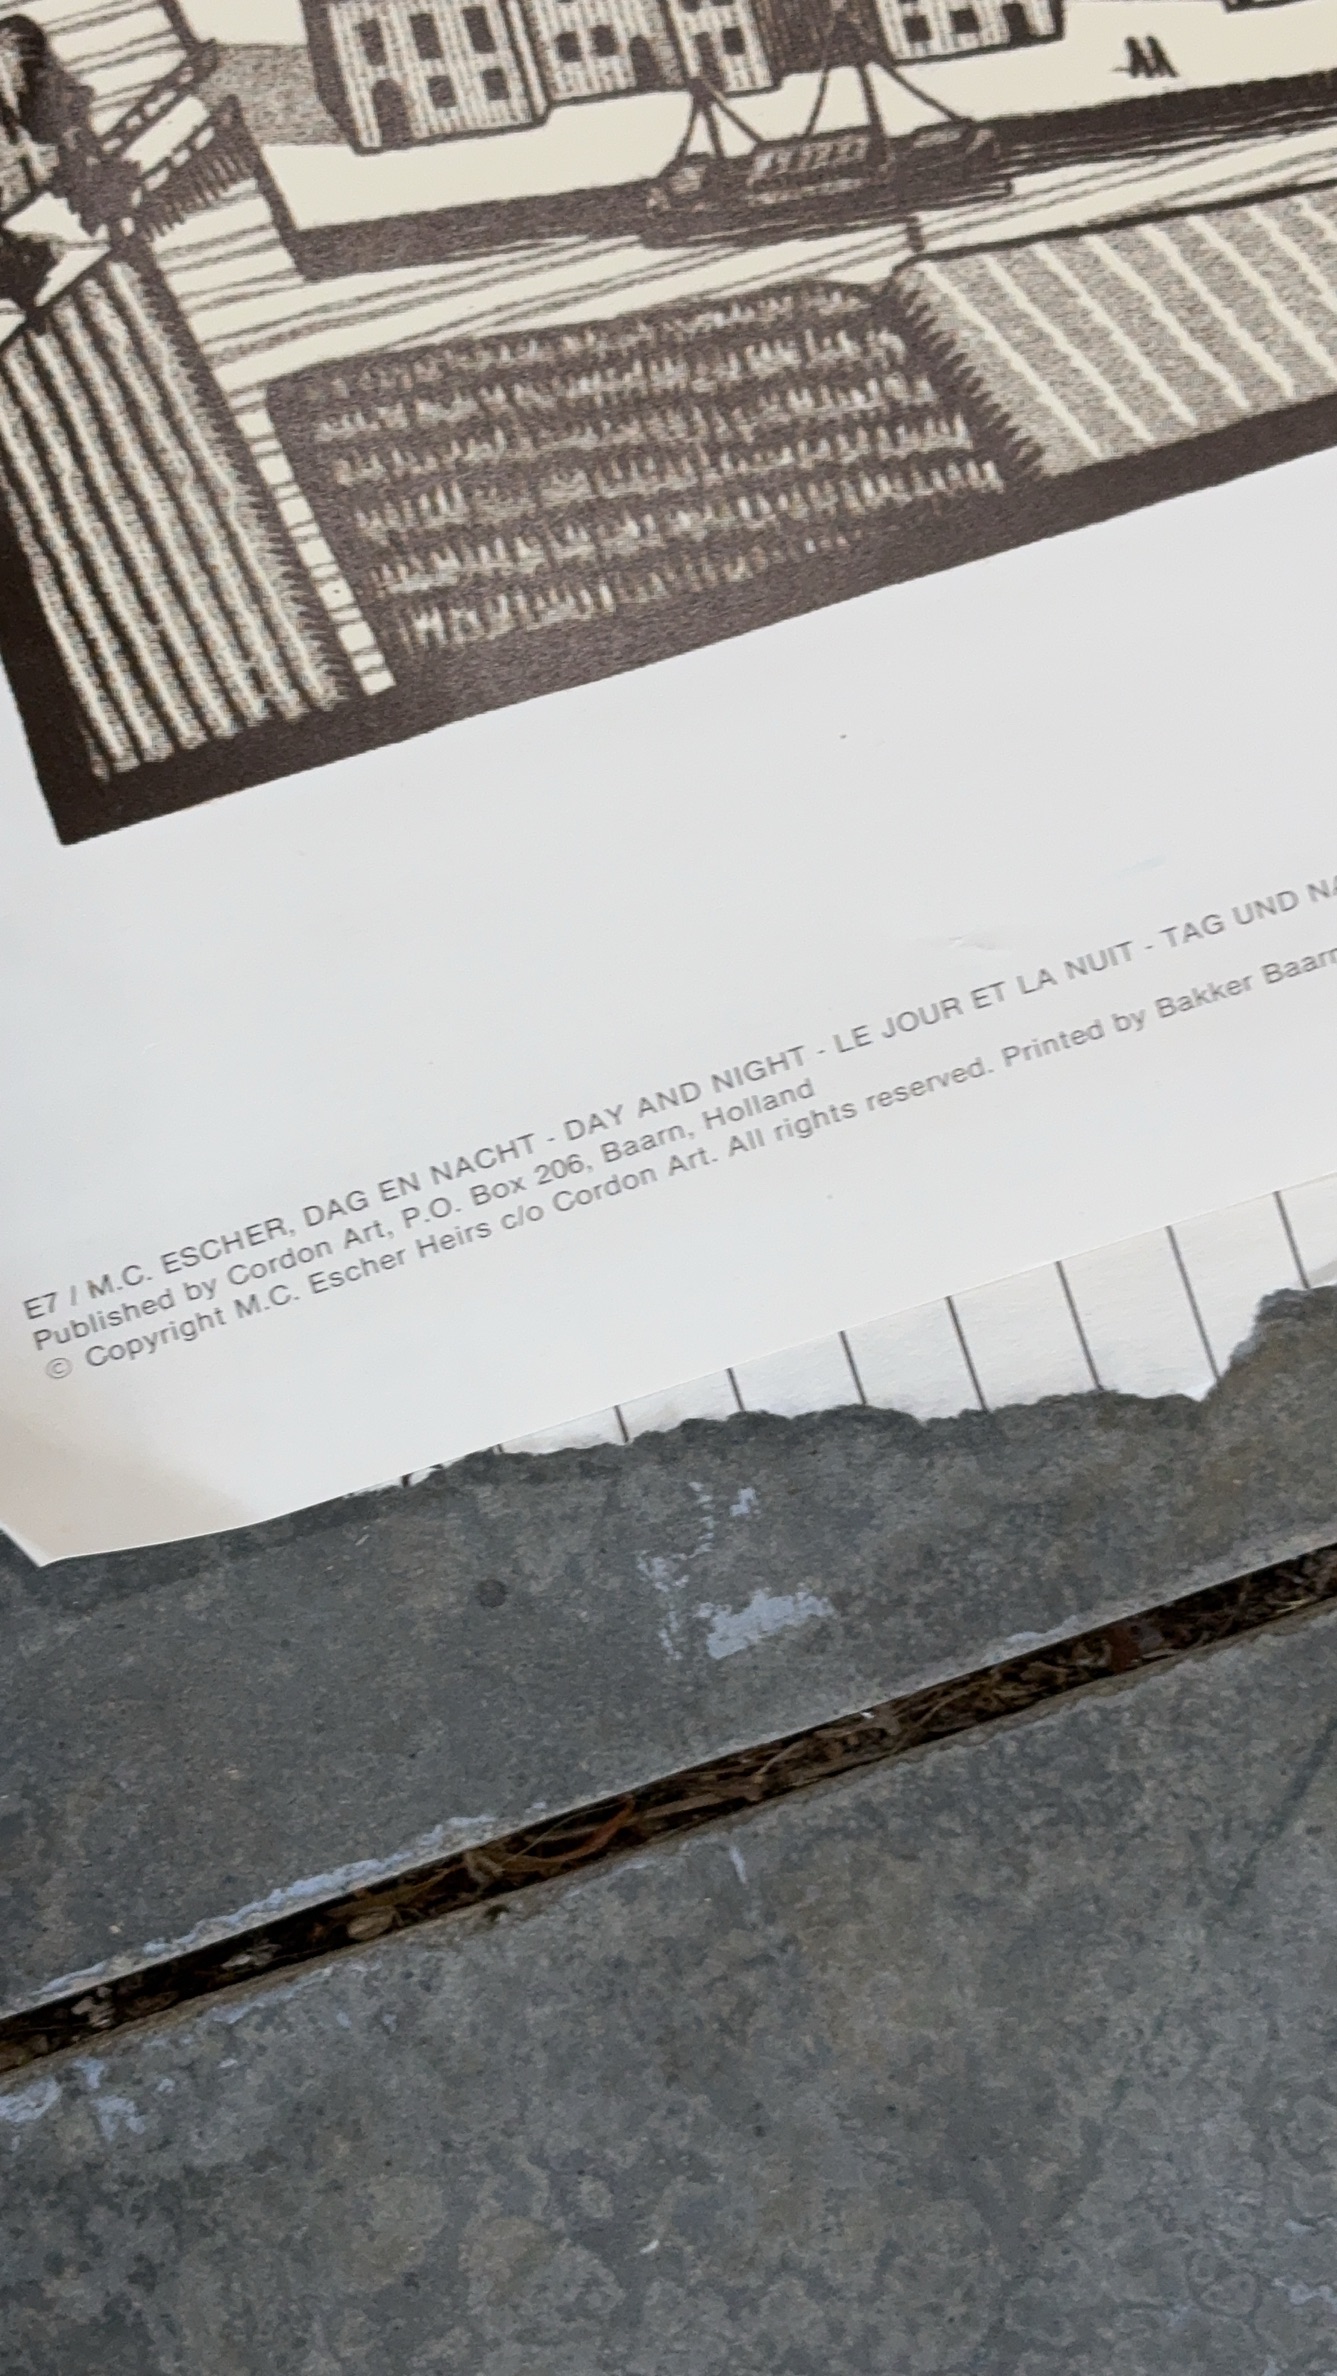 E7 / M.C. ESCHER, DAG EN NACHT - DAY AND NIGHT - LE JOUR ET LA NUIT - TAG UND
Published by Cordon Art, P.O. Box 206, Baarn, Holland
© Copyright M.C. Escher Heirs c/o Cordon Art. All rights reserved. Printed by Bakker Baarn